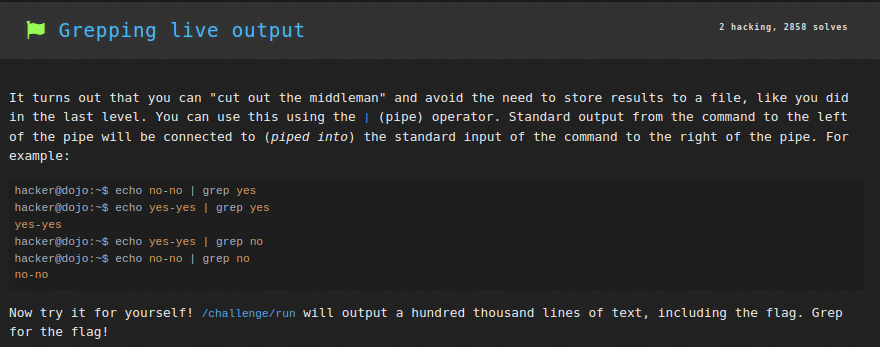 Grepping live output
2 hacking, 2858 solves
It turns out that you can "cut out the middleman" and avoid the need to store results to a file, like you did
in the last level. You can use this using the | (pipe) operator. Standard output from the command to the left
of the pipe will be connected to (piped into) the standard input of the command to the right of the pipe. For
example:
hacker@dojo:~$ echo no-no | grep yes
hacker@dojo:~$ echo yes-yes | grep yes
yes-yes
hacker@dojo:~$ echo yes-yes | grep no
hacker@dojo:~$ echo no-no | grep no
no-no
Now try it for yourself! /challenge/run will output a hundred thousand lines of text, including the flag. Grep
for the flag!